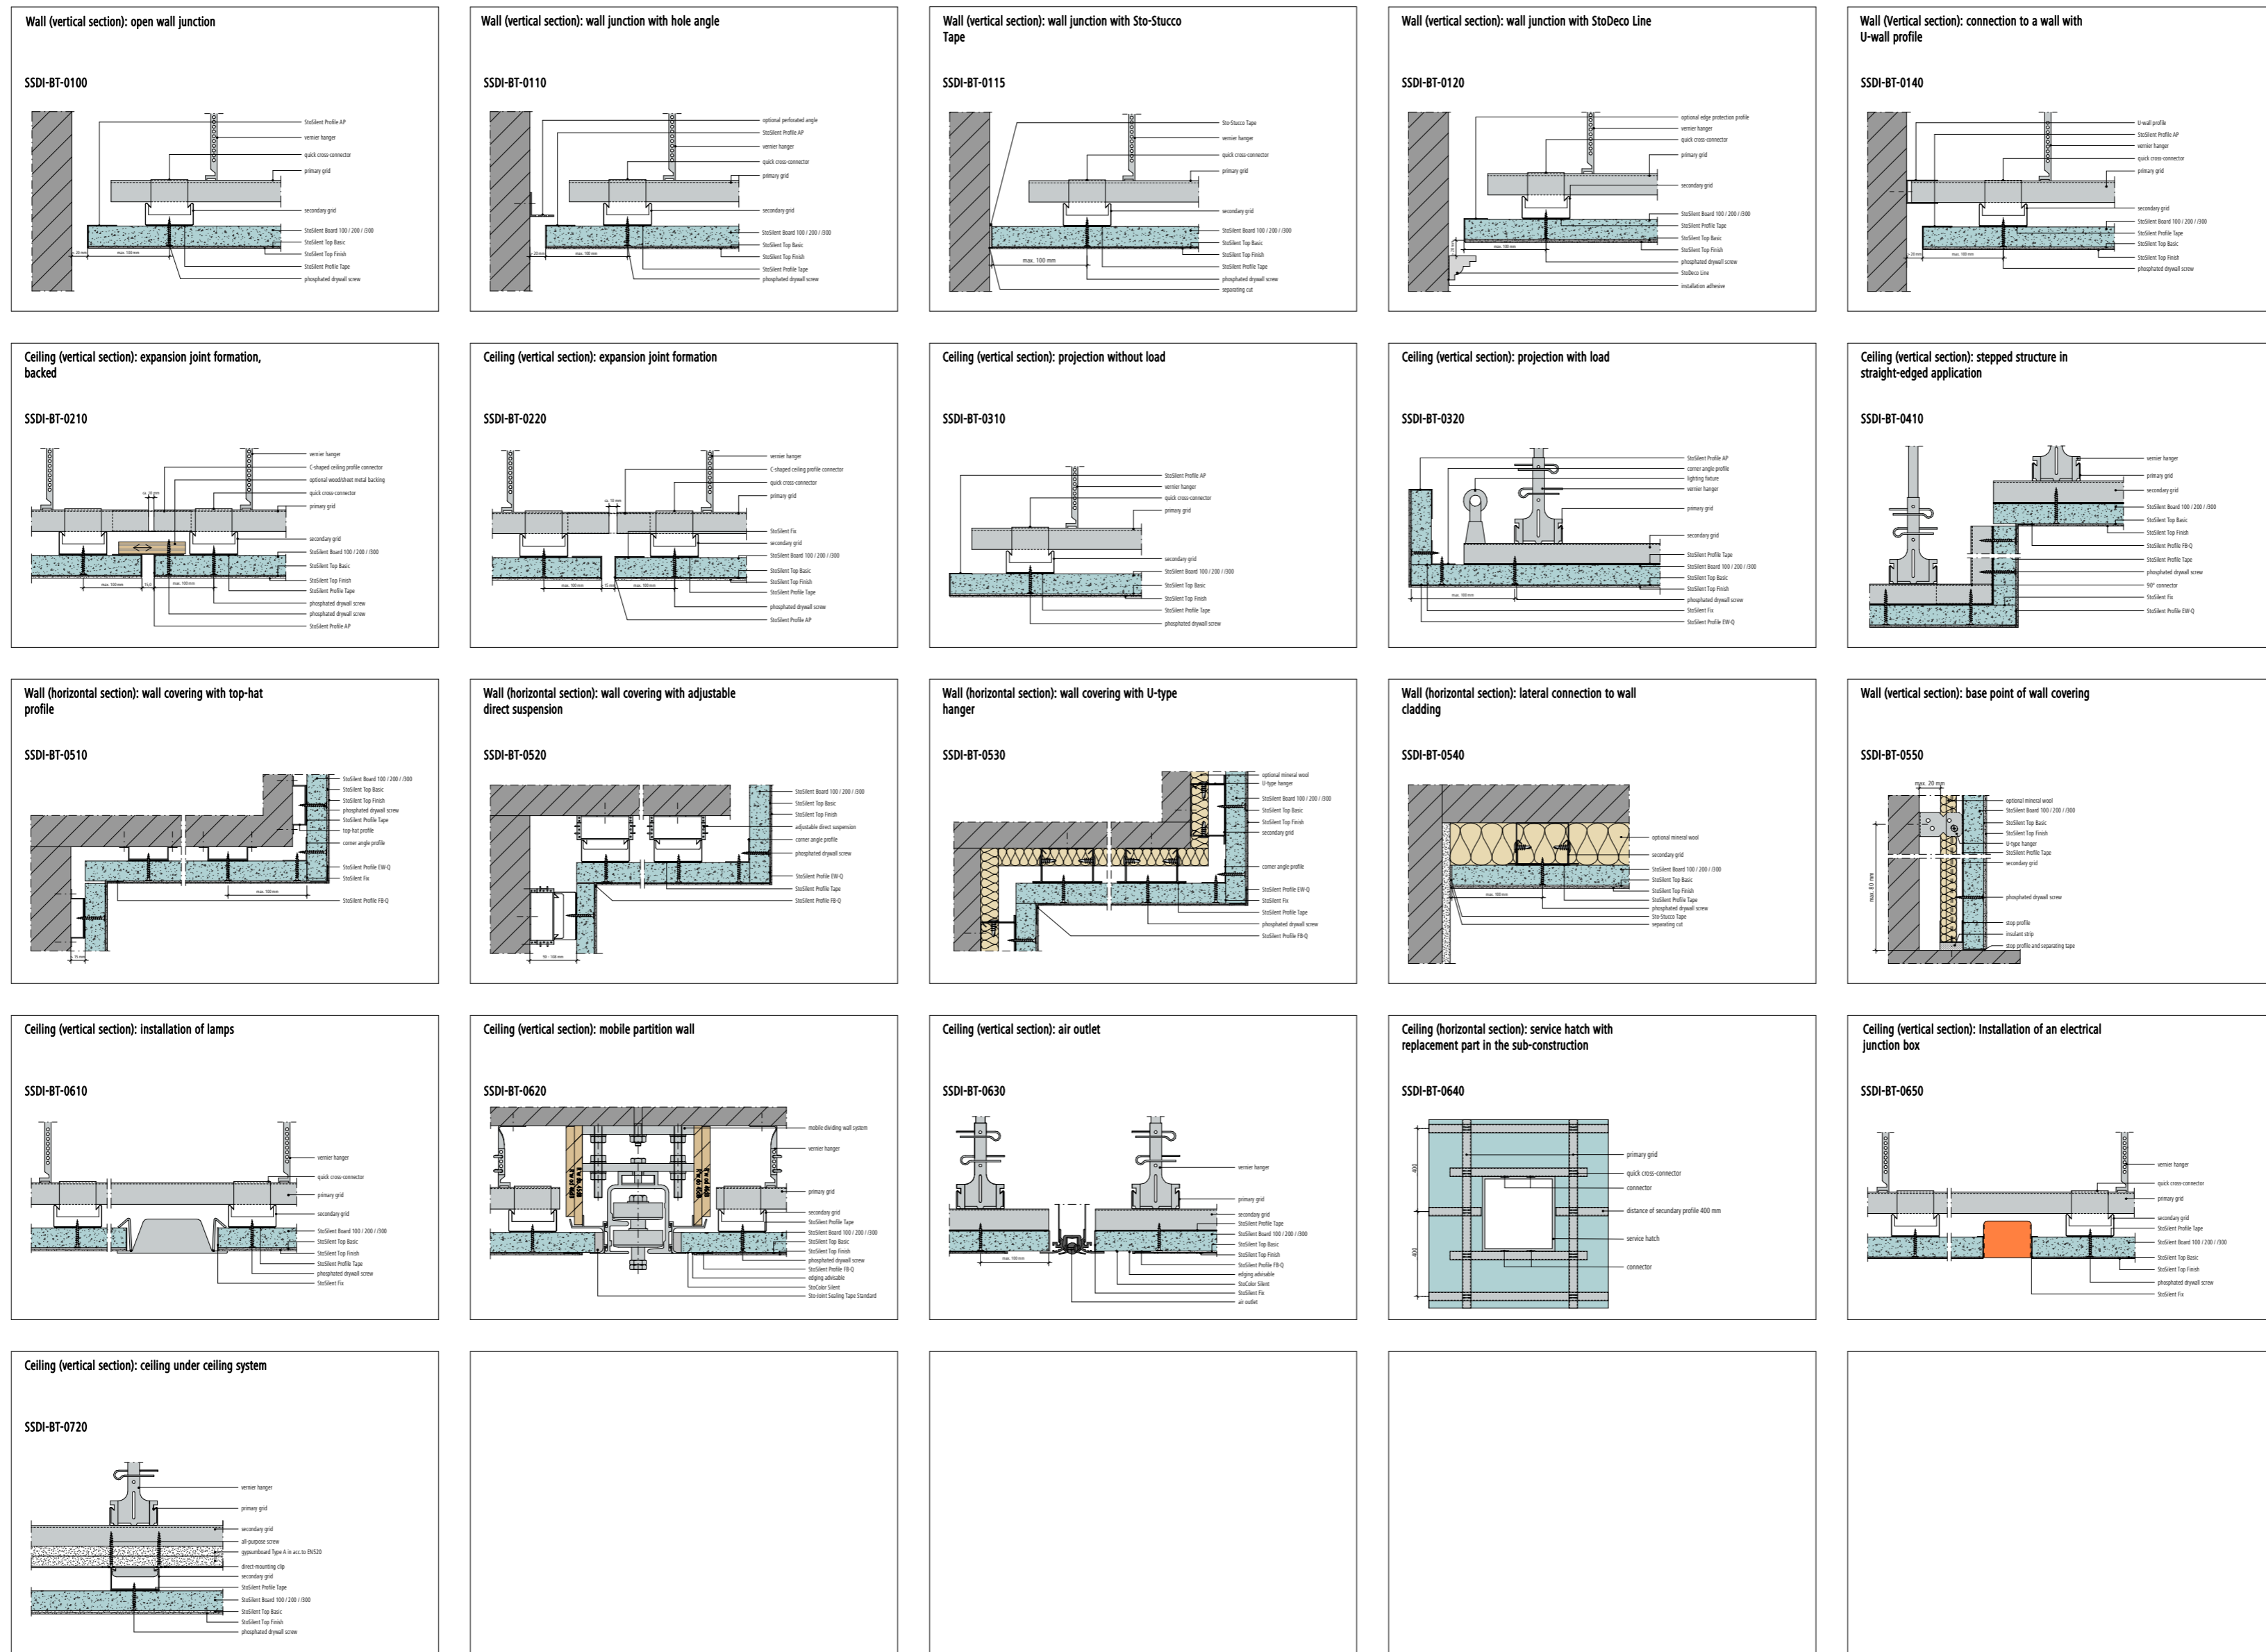 Wall (vertical section): open wall junction
SSDI-BT-0100
StoSilent Profile AP
vernier hanger
quick cross-connector
primary grid
secondary grid
StoSilent Board 100 / 200 / /300
StoSilent Top Basic
StoSilent Top Finish
StoSilent Profile Tape
phosphated drywall screw
max. 100 mm
Wall (vertical section): wall junction with hole angle
SSDI-BT-0110
optional perforated angle
StoSilent Profile AP
vernier hanger
quick cross-connector
primary grid
secondary grid
StoSilent Board 100 / 200 / /300
StoSilent Top Basic
StoSilent Top Finish
StoSilent Profile Tape
phosphated drywall screw
max. 100 mm
Wall (vertical section): wall junction with Sto-Stucco
Tape
SSDI-BT-0115
Sto-Stucco Tape
vernier hanger
quick cross-connector
primary grid
secondary grid
StoSilent Board 100 / 200 / /300
StoSilent Top Basic
StoSilent Top Finish
StoSilent Profile Tape
phosphated drywall screw
separating cut
max. 100 mm
Wall (vertical section): wall junction with StoDeco Line
SSDI-BT-0120
optional edge protection profile
vernier hanger
quick cross-connector
primary grid
secondary grid
StoSilent Board 100 / 200 / /300
StoSilent Profile Tape
StoSilent Top Basic
StoSilent Top Finish
phosphated drywall screw
StoDeco Line
installation adhesive
max. 100 mm
Wall (Vertical section): connection to a wall with
U-wall profile
SSDI-BT-0140
U-wall profile
StoSilent Profile AP
vernier hanger
quick cross-connector
primary grid
secondary grid
StoSilent Board 100 / 200 / /300
StoSilent Profile Tape
StoSilent Top Basic
StoSilent Top Finish
phosphated drywall screw
max. 100 mm
Ceiling (vertical section): expansion joint formation,
backed
SSDI-BT-0210
vernier hanger
C-shaped ceiling profile connector
optional wood/sheet metal backing
quick cross-connector
primary grid
secondary grid
StoSilent Board 100 / 200 / /300
StoSilent Top Basic
StoSilent Top Finish
StoSilent Profile Tape
phosphated drywall screw
phosphated drywall screw
StoSilent Profile AP
max. 100 mm
max. 100 mm
Ceiling (vertical section): expansion joint formation
SSDI-BT-0220
vernier hanger
C-shaped ceiling profile connector
quick cross-connector
primary grid
StoSilent Fix
secondary grid
StoSilent Board 100 / 200 / /300
StoSilent Top Basic
StoSilent Top Finish
StoSilent Profile Tape
phosphated drywall screw
StoSilent Profile AP
max. 100 mm
15 mm
max. 100 mm
Ceiling (vertical section): projection without load
SSDI-BT-0310
StoSilent Profile AP
vernier hanger
quick cross-connector
primary grid
secondary grid
StoSilent Board 100 / 200 / /300
StoSilent Top Basic
StoSilent Top Finish
StoSilent Profile Tape
phosphated drywall screw
Ceiling (vertical section): projection with load
SSDI-BT-0320
StoSilent Profile AP
corner angle profile
lighting fixture
vernier hanger
primary grid
secondary grid
StoSilent Profile Tape
StoSilent Board 100 / 200 / /300
StoSilent Top Basic
StoSilent Top Finish
phosphated drywall screw
StoSilent Fix
StoSilent Profile EW-Q
max. 100 mm
Ceiling (vertical section): stepped structure in
straight-edged application
SSDI-BT-0410
vernier hanger
primary grid
secondary grid
StoSilent Board 100 / 200 / /300
StoSilent Top Basic
StoSilent Top Finish
StoSilent Profile FB-Q
StoSilent Profile Tape
phosphated drywall screw
90° connector
StoSilent Fix
StoSilent Profile EW-Q
Wall (horizontal section): wall covering with top-hat
profile
SSDI-BT-0510
StoSilent Board 100 / 200 / /300
StoSilent Top Basic
StoSilent Top Finish
phosphated drywall screw
StoSilent Profile Tape
top-hat profile
corner angle profile
StoSilent Profile EW-Q
StoSilent Fix
max. 100 mm
StoSilent Profile FB-Q
Wall (horizontal section): wall covering with adjustable
direct suspension
SSDI-BT-0520
StoSilent Board 100 / 200 / /300
StoSilent Top Basic
StoSilent Top Finish
adjustable direct suspension
corner angle profile
phosphated drywall screw
StoSilent Profile EW-Q
StoSilent Profile Tape
StoSilent Profile FB-Q
Wall (horizontal section): wall covering with U-type
hanger
SSDI-BT-0530
optional mineral wool
U-type hanger
StoSilent Board 100 / 200 / /300
StoSilent Top Basic
StoSilent Top Finish
secondary grid
corner angle profile
StoSilent Profile EW-Q
StoSilent Fix
StoSilent Profile Tape
phosphated drywall screw
StoSilent Profile FB-Q
Wall (horizontal section): lateral connection to wall
cladding
SSDI-BT-0540
optional mineral wool
secondary grid
StoSilent Board 100 / 200 / /300
StoSilent Top Basic
StoSilent Top Finish
StoSilent Profile Tape
phosphated drywall screw
Sto-Stucco Tape
separating cut
max. 100 mm
Wall (vertical section): base point of wall covering
SSDI-BT-0550
max. 20 mm
optional mineral wool
StoSilent Board 100 / 200 / /300
StoSilent Top Basic
StoSilent Top Finish
U-type hanger
StoSilent Profile Tape
secondary grid
max. 80 mm
phosphated drywall screw
stop profile
insulant strip
stop profile and separating tape
Ceiling (vertical section): installation of lamps
SSDI-BT-0610
vernier hanger
quick cross-connector
primary grid
secondary grid
StoSilent Board 100 / 200 / /300
StoSilent Top Basic
StoSilent Top Finish
StoSilent Profile Tape
phosphated drywall screw
StoSilent Fix
Ceiling (vertical section): mobile partition wall
SSDI-BT-0620
mobile dividing wall system
vernier hanger
primary grid
secondary grid
StoSilent Profile Tape
StoSilent Board 100 / 200 / /300
StoSilent Top Basic
StoSilent Top Finish
phosphated drywall screw
StoSilent Profile FB-Q
edging advisable
StoColor Silent
Sto-Joint Sealing Tape Standard
Ceiling (vertical section): air outlet
SSDI-BT-0630
vernier hanger
primary grid
secondary grid
StoSilent Profile Tape
StoSilent Board 100 / 200 / /300
StoSilent Top Basic
StoSilent Top Finish
StoSilent Profile FB-Q
edging advisable
StoColor Silent
StoSilent Fix
air outlet
max. 100 mm
Ceiling (horizontal section): service hatch with
replacement part in the sub-construction
SSDI-BT-0640
primary grid
quick cross-connector
connector
distance of secundary profile 400 mm
service hatch
connector
400
400
Ceiling (vertical section): Installation of an electrical
junction box
SSDI-BT-0650
vernier hanger
quick cross-connector
primary grid
secondary grid
StoSilent Profile Tape
StoSilent Board 100 / 200 / /300
StoSilent Top Basic
StoSilent Top Finish
phosphated drywall screw
StoSilent Fix
Ceiling (vertical section): ceiling under ceiling system
SSDI-BT-0720
vernier hanger
primary grid
secondary grid
all-purpose screw
gypsumboard Type A in acc.to EN520
direct-mounting clip
secondary grid
StoSilent Profile Tape
StoSilent Board 100 / 200 / /300
StoSilent Top Basic
StoSilent Top Finish
phosphated drywall screw